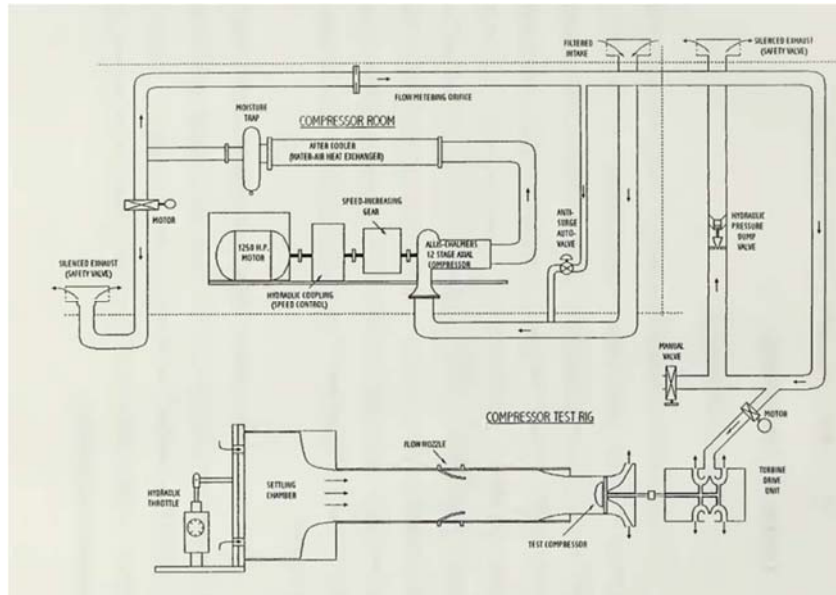 FILTERED
INTAKE
SILENCED EXHAUST
(SAFETY VALVE)
FLOW METERING ORIFICE
MOISTURE
TRAP
COMPRESSOR ROOM
AFTER COOLER
(WATER-AIR HEAT EXCHANGER)
SPEED-INCREASING
GEAR
MOTOR
1250 H.P.
MOTOR
ALLIS-CHALMERS
12 STAGE AXIAL
COMPRESSOR
ANTI-
SURGE
AUTO-
VALVE
HYDRAULIC
PRESSURE
DUMP
VALVE
SILENCED EXHAUST
(SAFETY VALVE)
HYDRAULIC COUPLING
(SPEED CONTROL)
MANUAL
VALVE
COMPRESSOR TEST RIG
MOTOR
FLOW NOZZLE
HYDRAULIC
THROTTLE
SETTLING
CHAMBER
TURBINE
DRIVE
UNIT
TEST COMPRESSOR